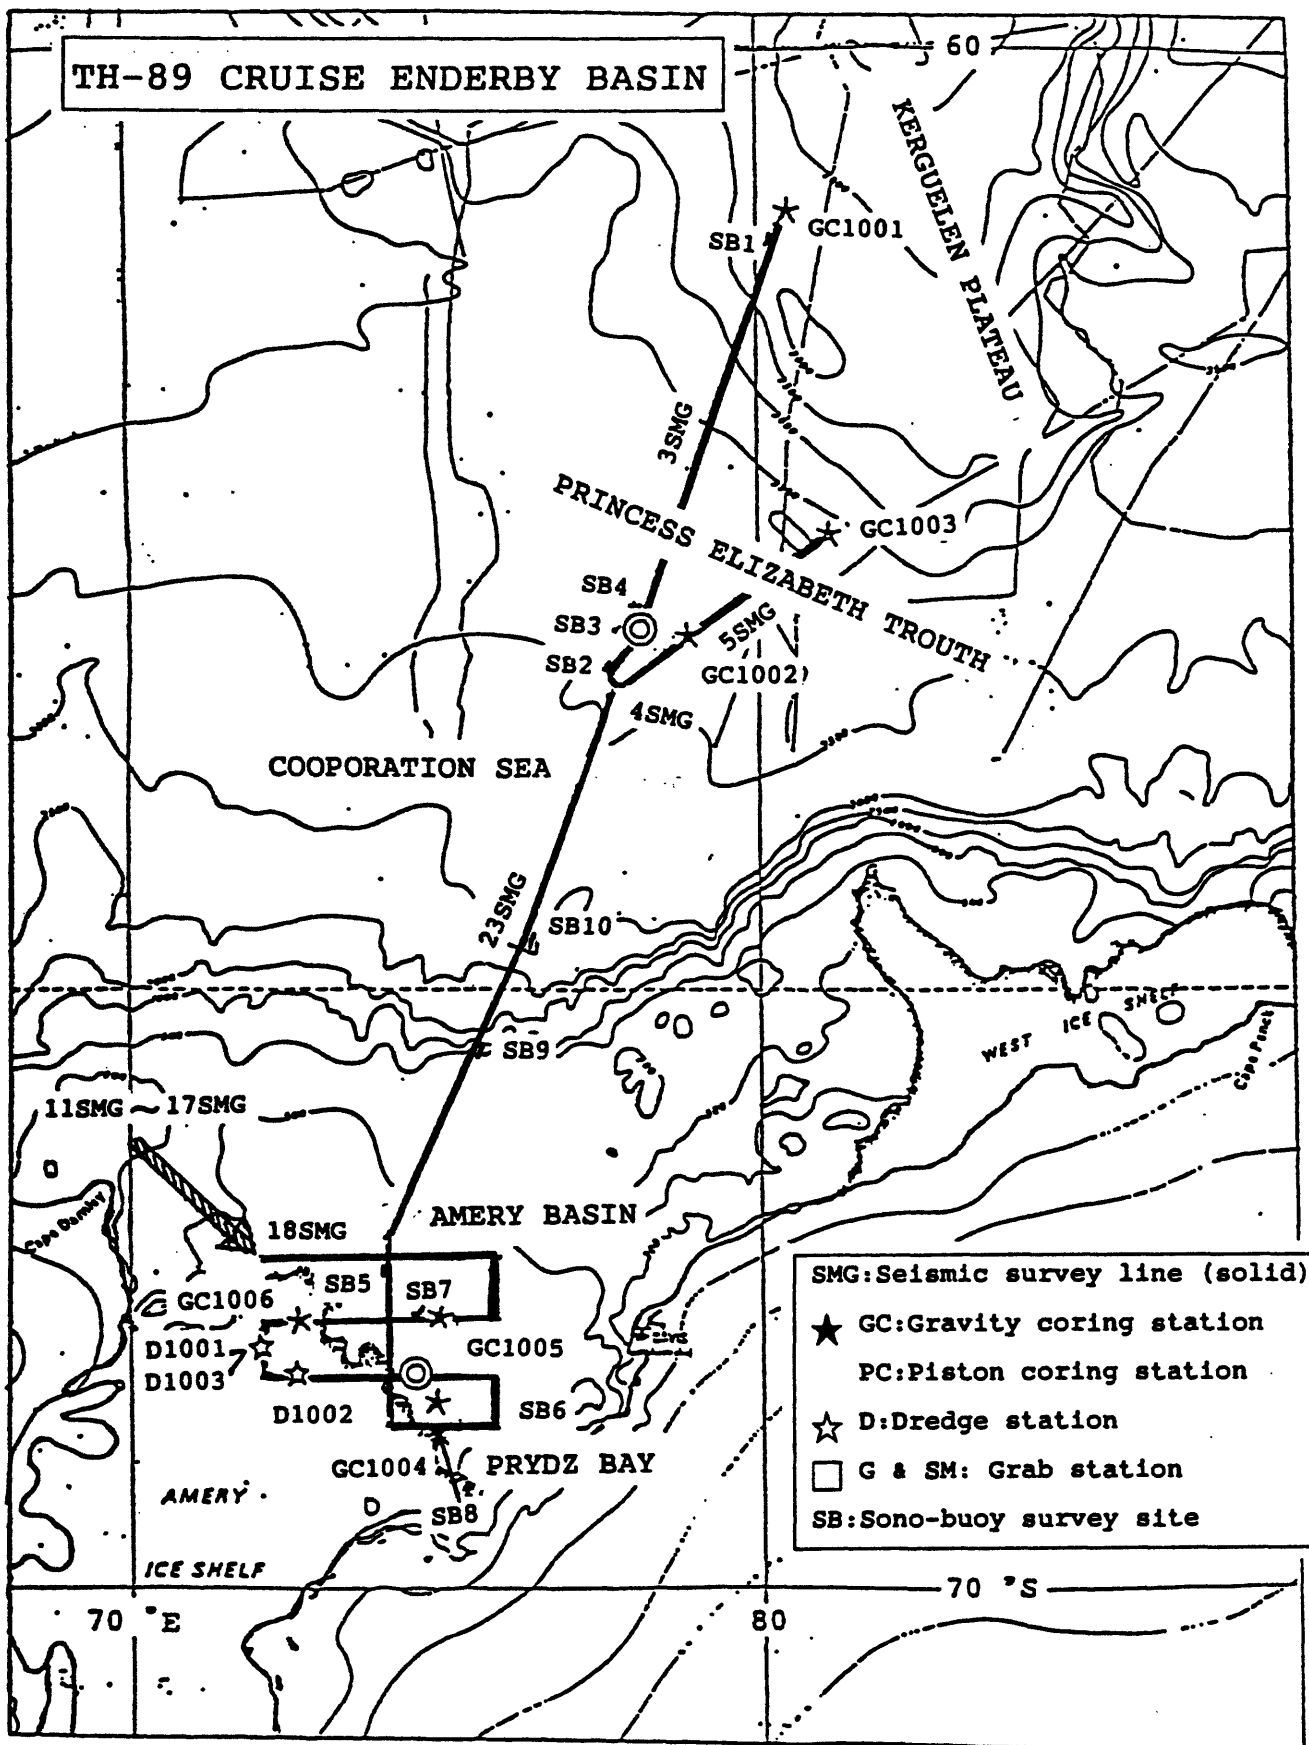 TH-89 CRUISE ENDERBY BASIN
60
KERGUELEN PLATEAU
GC1001
SB1
3SMG
PRINCESS ELIZABETH TROUTH
GC1003
SB4
SB3
SB2
5SMG
GC1002
4SMG
COOPORATION SEA
23SMG
SB10
SB9
WEST ICE SHELF
11SMG ~ 17SMG
AMERY BASIN
18SMG
SB5
SB7
GC1006
D1001
D1003
GC1005
D1002
SB6
GC1004
PRYDZ BAY
SB8
AMERY
ICE SHELF
SMG:Seismic survey line (solid)
GC:Gravity coring station
PC:Piston coring station
D:Dredge station
G & SM: Grab station
SB:Sono-buoy survey site
70 °S
70 °E
80